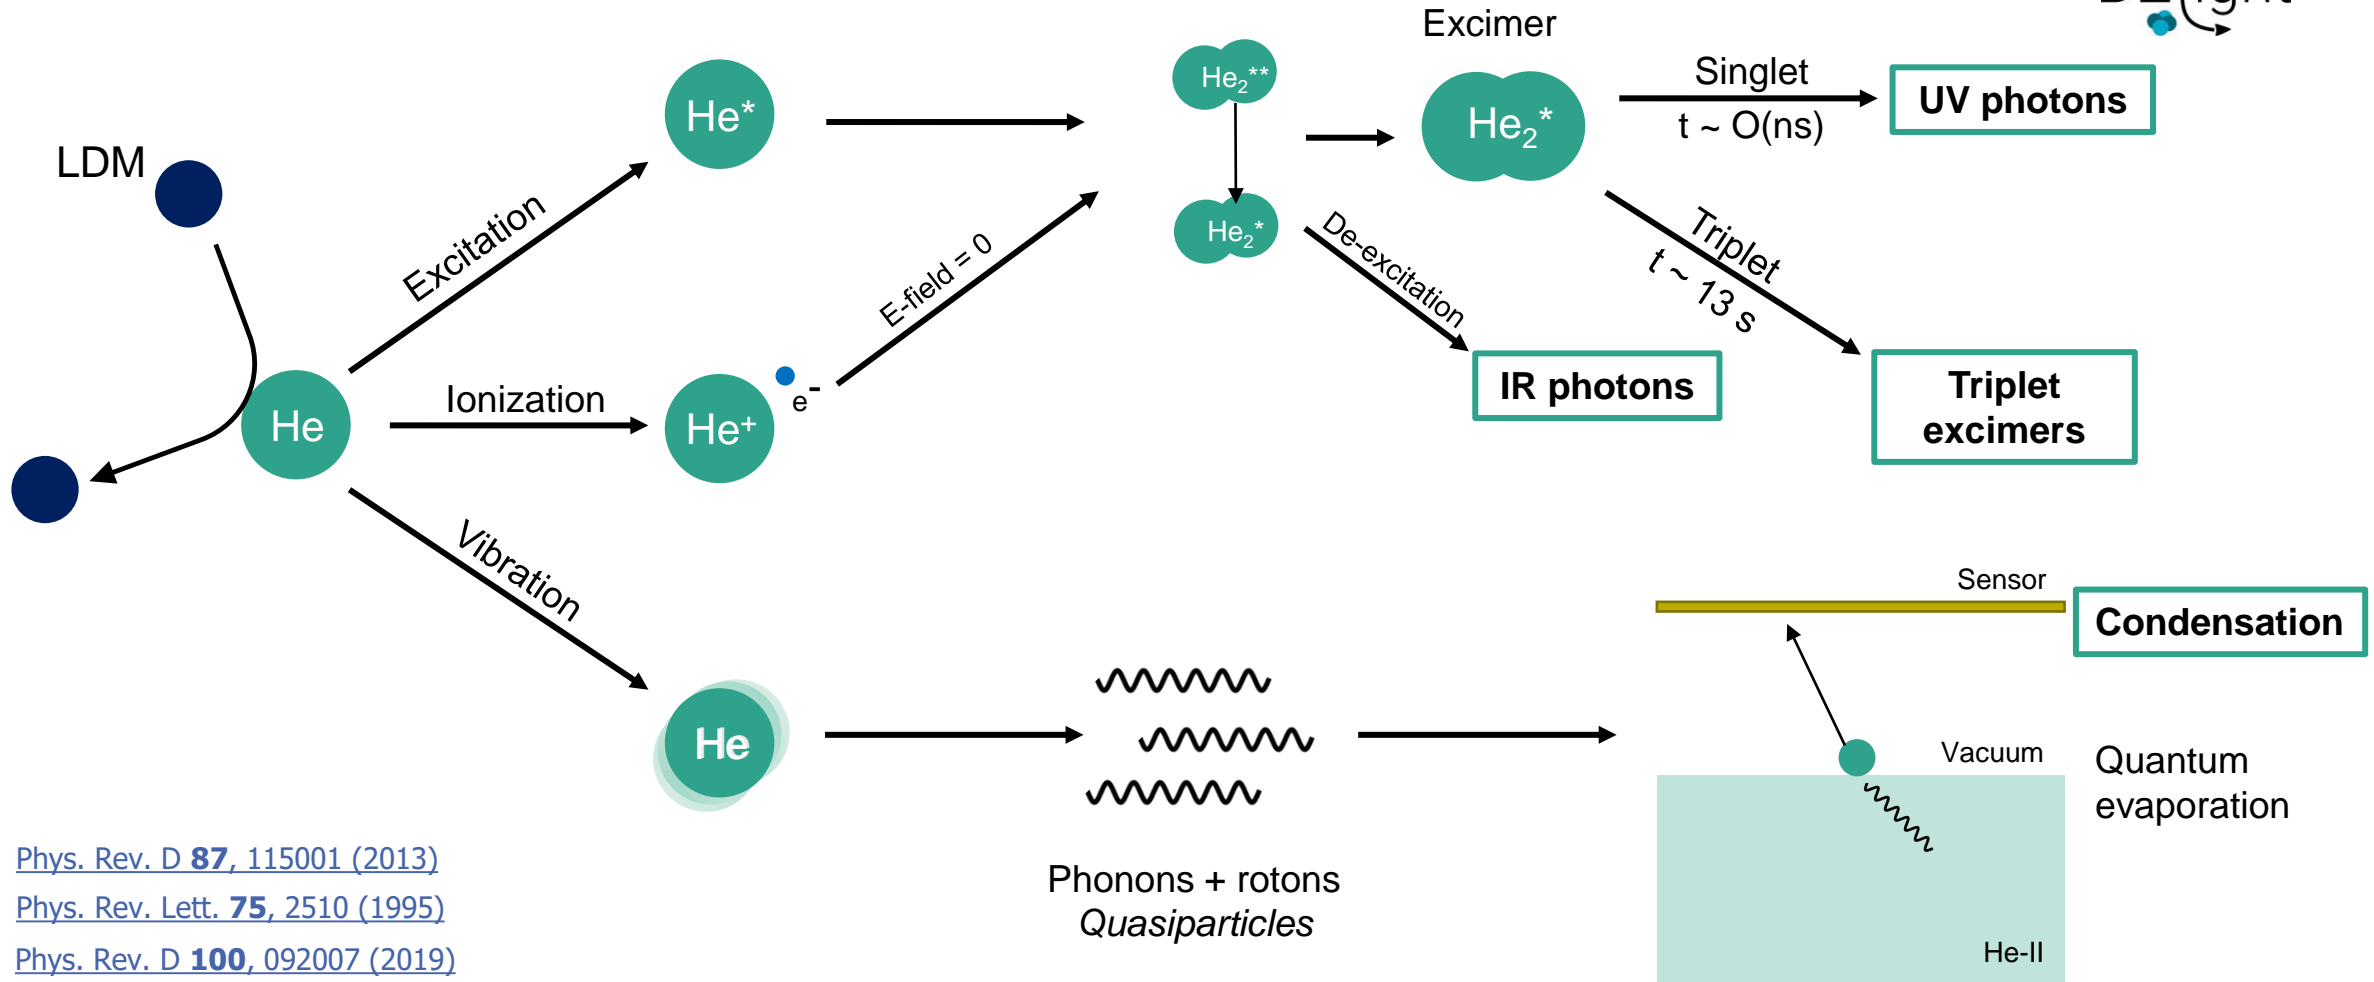 Excimer
LDM
He*
He₂**
He₂*
He₂*
Singlet
t ~ O(ns)
UV photons
Excitation
E-field = 0
De-excitation
Triplet
t ~ 13 s
IR photons
Triplet
excimers
He
Ionization
He⁺
e⁻
Vibration
He
Phonons + rotons
Quasiparticles
Sensor
Condensation
Vacuum
Quantum
evaporation
He-II
Phys. Rev. D 87, 115001 (2013)
Phys. Rev. Lett. 75, 2510 (1995)
Phys. Rev. D 100, 092007 (2019)